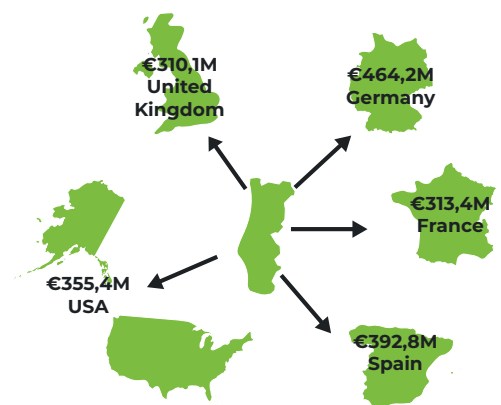 €310,1M
United
Kingdom
€464,2M
Germany
€313,4M
France
€355,4M
USA
€392,8M
Spain